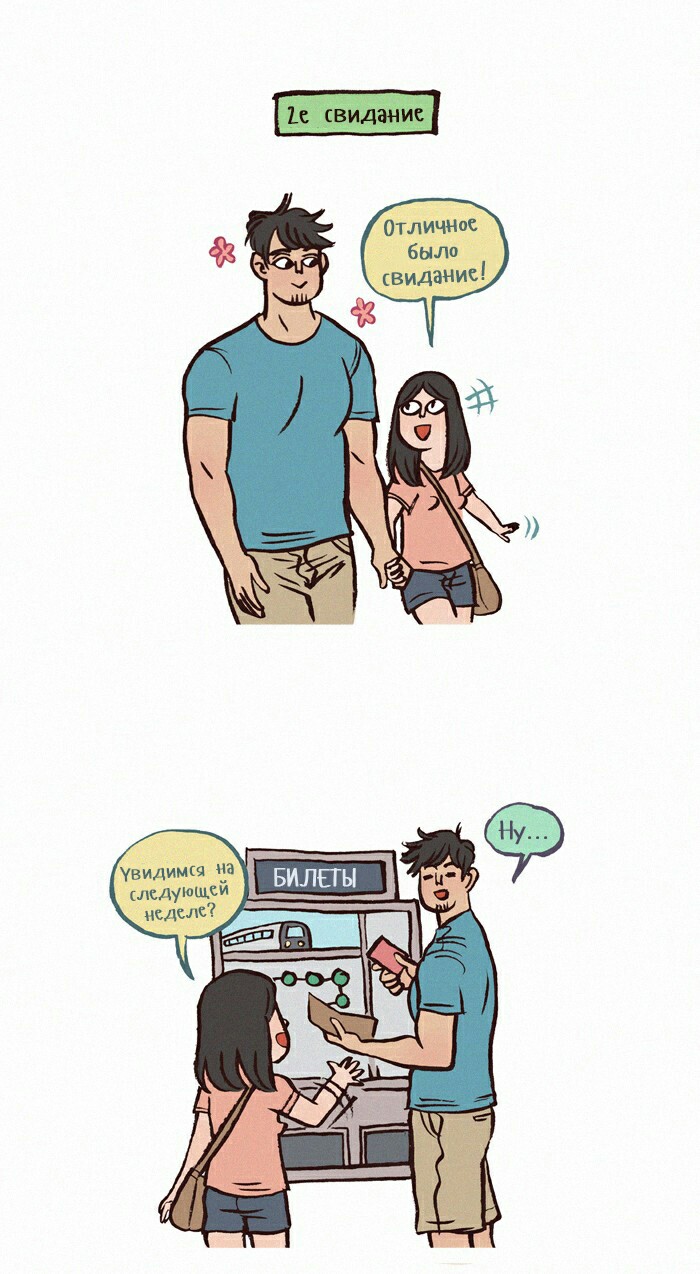 2е свидание
Отличное
было
свидание!
Ну...
Увидимся на
следующей
неделе?
БИЛЕТЫ